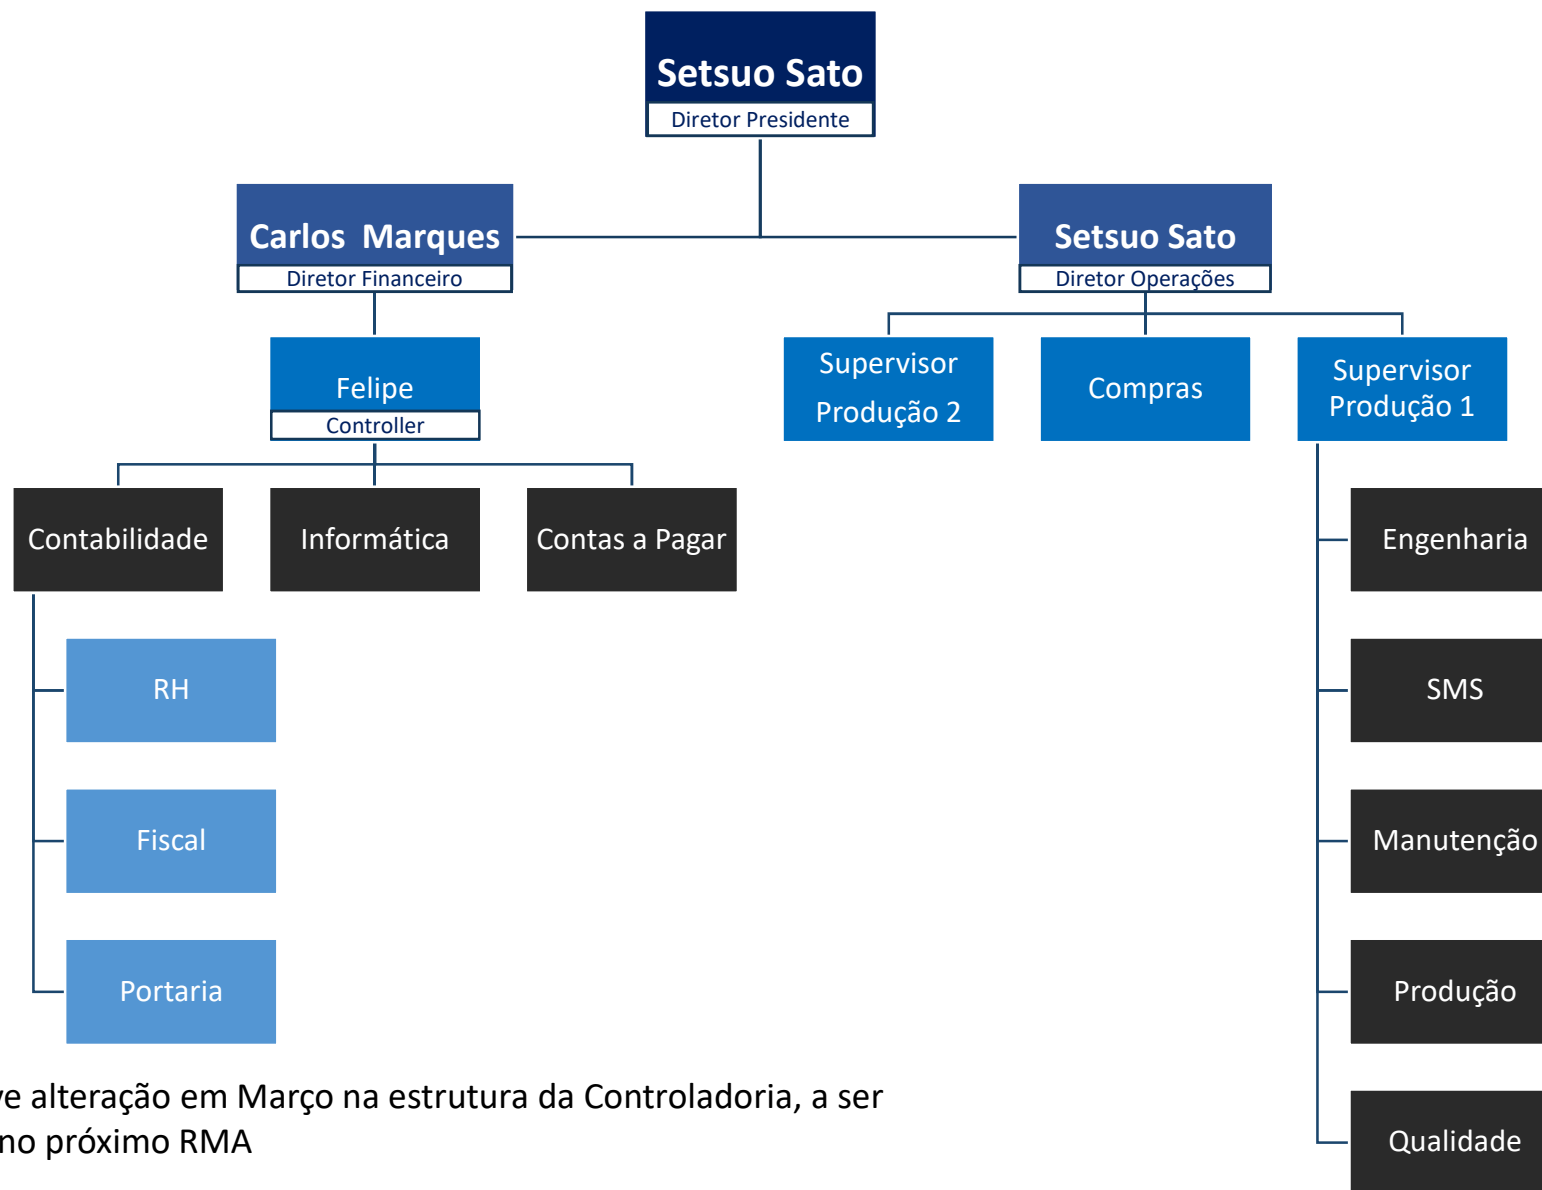 Setsuo Sato
Diretor Presidente
Carlos Marques
Diretor Financeiro
Setsuo Sato
Diretor Operações
Felipe
Controller
Supervisor
Produção 2
Compras
Supervisor
Produção 1
Contabilidade
Informática
Contas a Pagar
Engenharia
RH
SMS
Fiscal
Manutenção
Portaria
Produção
alteração em Março na estrutura da Controladoria, a ser
no próximo RMA
Qualidade